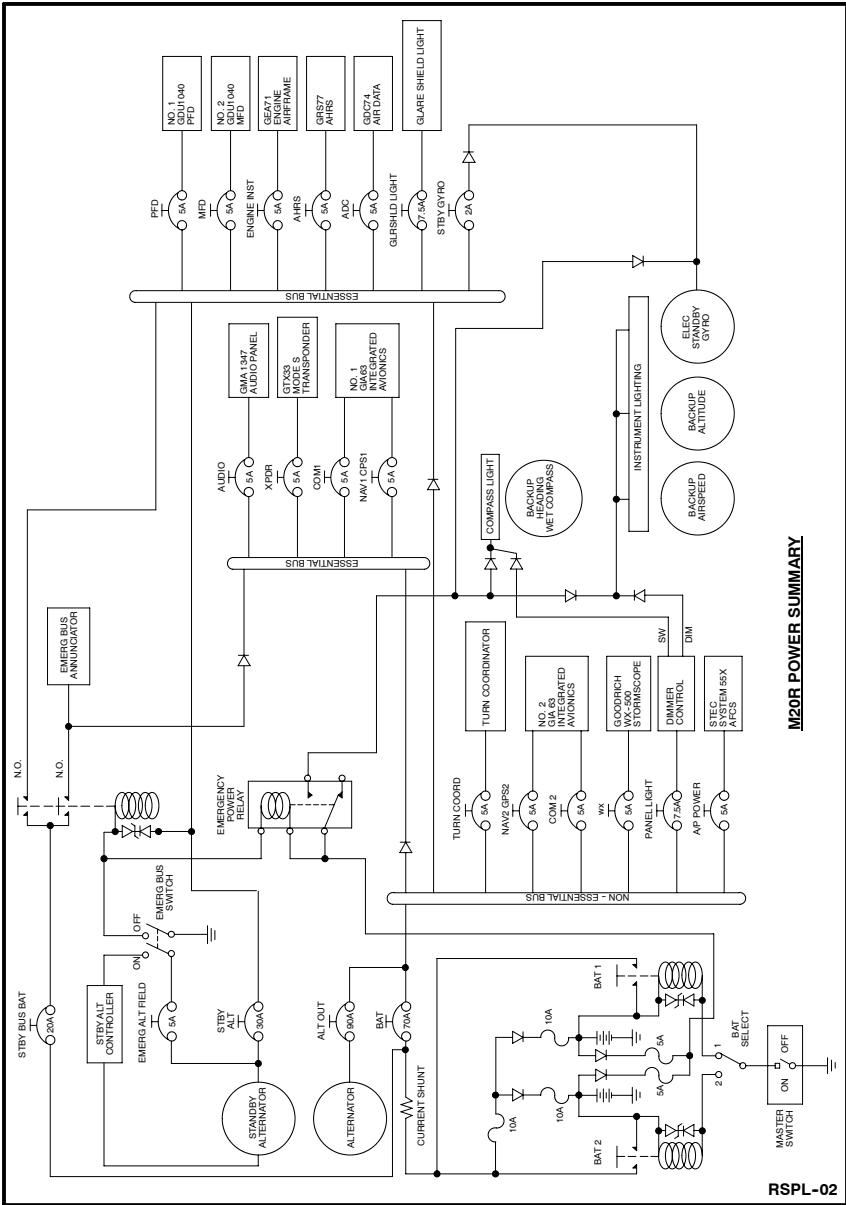 NO. 1
GDU1040
PFD
NO. 2
GDU1040
MFD
GEA71
ENGINE
AIRFRAME
GRS77
AHRS
GDC74
AIR DATA
GLARE SHIELD LIGHT
PFD
5A
MFD
5A
ENGINE INST
5A
AHRS
5A
ADC
5A
GLRSHLD LIGHT
7.5A
STBY GYRO
2A
ESSENTIAL BUS
GMA 1347
AUDIO PANEL
GTX33
MODE S
TRANSPONDER
NO. 1
GIA63
INTEGRATED
AVIONICS
AUDIO
5A
XPDR
5A
COM1
5A
NAV1 CPS1
5A
ESSENTIAL BUS
COMPASS LIGHT
BACKUP
HEADING
WET COMPASS
INSTRUMENT LIGHTING
ELEC
STANDBY
GYRO
BACKUP
ALTITUDE
BACKUP
AIRSPEED
EMERG BUS
ANNUNCIATOR
N.O.
N.O.
EMERGENCY
POWER
RELAY
SW
DIM
TURN COORDINATOR
NO. 2
GIA 63
INTEGRATED
AVIONICS
GOODRICH
WX-500
STORMSCOPE
DIMMER
CONTROL
STEC
SYSTEM 55X
AFCS
TURN COORD
5A
NAV2 GPS2
5A
COM 2
5A
WX
5A
PANEL LIGHT
7.5A
A/P POWER
5A
NON - ESSENTIAL BUS
EMERG BUS
SWITCH
OFF
ON
STBY BUS BAT
20A
STBY ALT
CONTROLLER
EMERG ALT FIELD
5A
STBY
ALT
30A
ALT OUT
90A
BAT
70A
STANDBY
ALTERNATOR
ALTERNATOR
CURRENT SHUNT
BAT 1
10A
5A
5A
10A
10A
BAT 2
BAT
SELECT
1
2
OFF
ON
MASTER
SWITCH
M20R POWER SUMMARY
RSPL-02